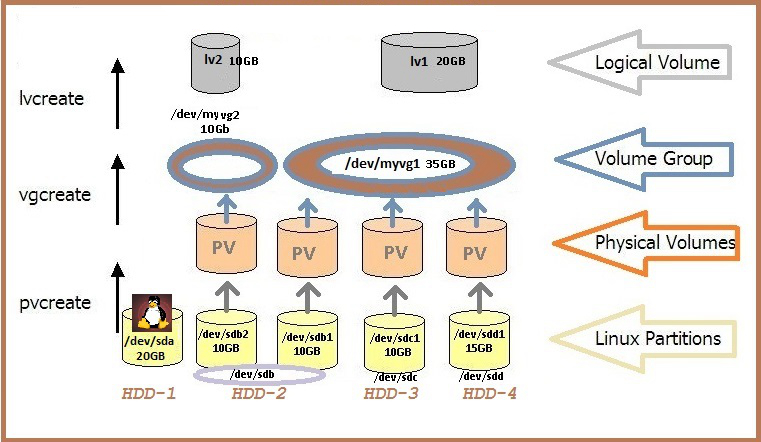 lv2 10GB
lv1 20GB
Logical Volume
lvcreate
/dev/myvg2
10Gb
/dev/myvg1 35GB
Volume Group
vgcreate
PV
PV
PV
PV
Physical Volumes
pvcreate
/dev/sda
20GB
/dev/sdb2
10GB
/dev/sdb1
10GB
/dev/sdc1
10GB
/dev/sdd1
15GB
Linux Partitions
/dev/sdb
/dev/sdc
/dev/sdd
HDD-1
HDD-2
HDD-3
HDD-4